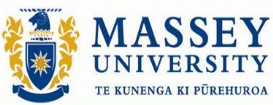 MASSEY
UNIVERSITY
TE KUNENGA KI PŪREHUROA